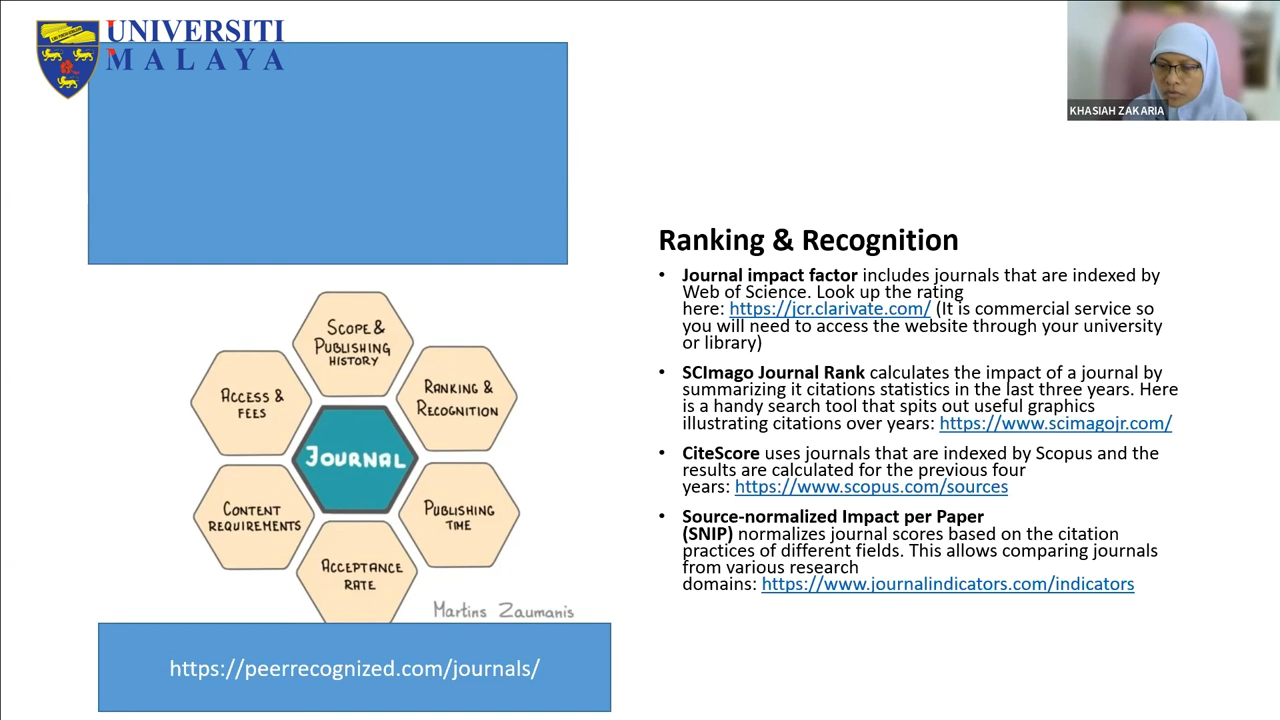 UNIVERSITI
MALAYA
KHASIAH ZAKARIA
SCOPE &
PUBLISHING
HISTORY
ACCESS &
FEES
RANKING &
RECOGNITION
JOURNAL
CONTENT
REQUIREMENTS
PUBLISHING
TIME
ACCEPTANCE
RATE
Martins Zaumanis
https://peerrecognized.com/journals/
Ranking & Recognition
• Journal impact factor includes journals that are indexed by
Web of Science. Look up the rating
here: https://jcr.clarivate.com/ (It is commercial service so
you will need to access the website through your university
or library)
• SCImago Journal Rank calculates the impact of a journal by
summarizing it citations statistics in the last three years. Here
is a handy search tool that spits out useful graphics
illustrating citations over years: https://www.scimagojr.com/
• CiteScore uses journals that are indexed by Scopus and the
results are calculated for the previous four
years: https://www.scopus.com/sources
• Source-normalized Impact per Paper
(SNIP) normalizes journal scores based on the citation
practices of different fields. This allows comparing journals
from various research
domains: https://www.journalindicators.com/indicators